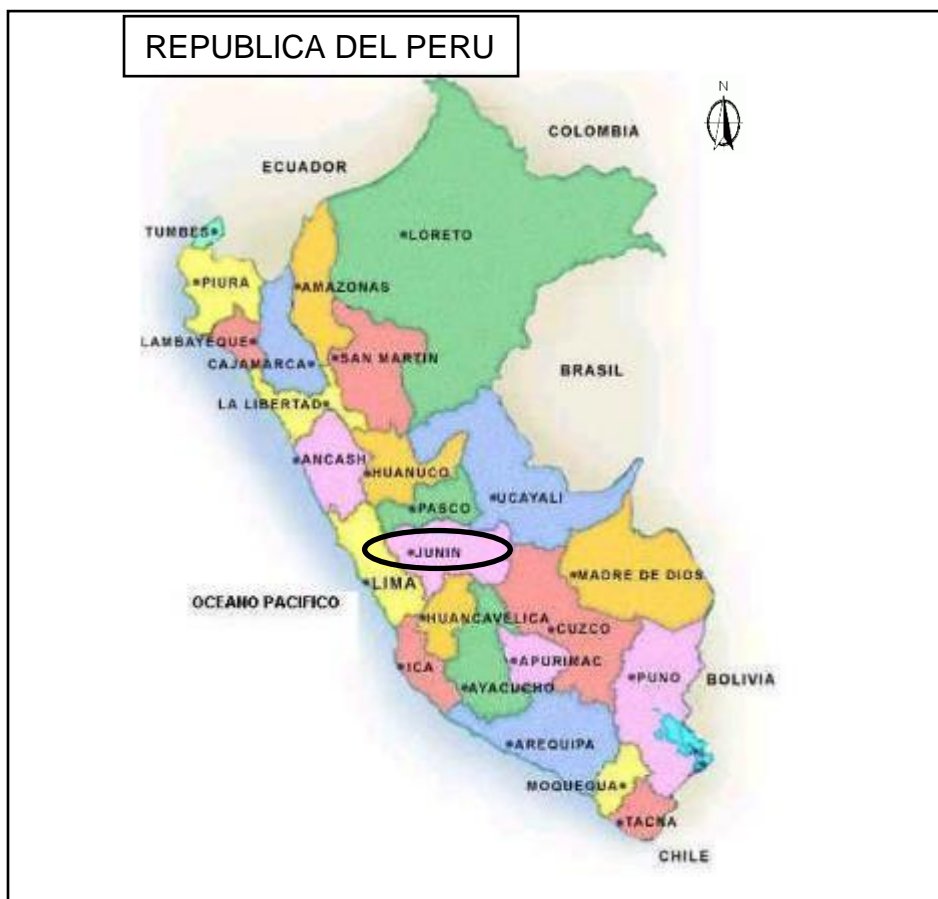 REPUBLICA DEL PERU
N
COLOMBIA
ECUADOR
TUMBES
LORETO
PIURA
AMAZONAS
LAMBAYEQUE
CAJAMARCA
SAN MARTIN
BRASIL
LA LIBERTAD
ANCASH
HUANUCO
UCAYALI
PASCO
JUNIN
LIMA
MADRE DE DIOS
OCEANO PACIFICO
HUANCAVELICA
CUZCO
ICA
APURIMAC
PUNO
BOLIVIA
AYACUCHO
AREQUIPA
MOQUEGUA
TACNA
CHILE